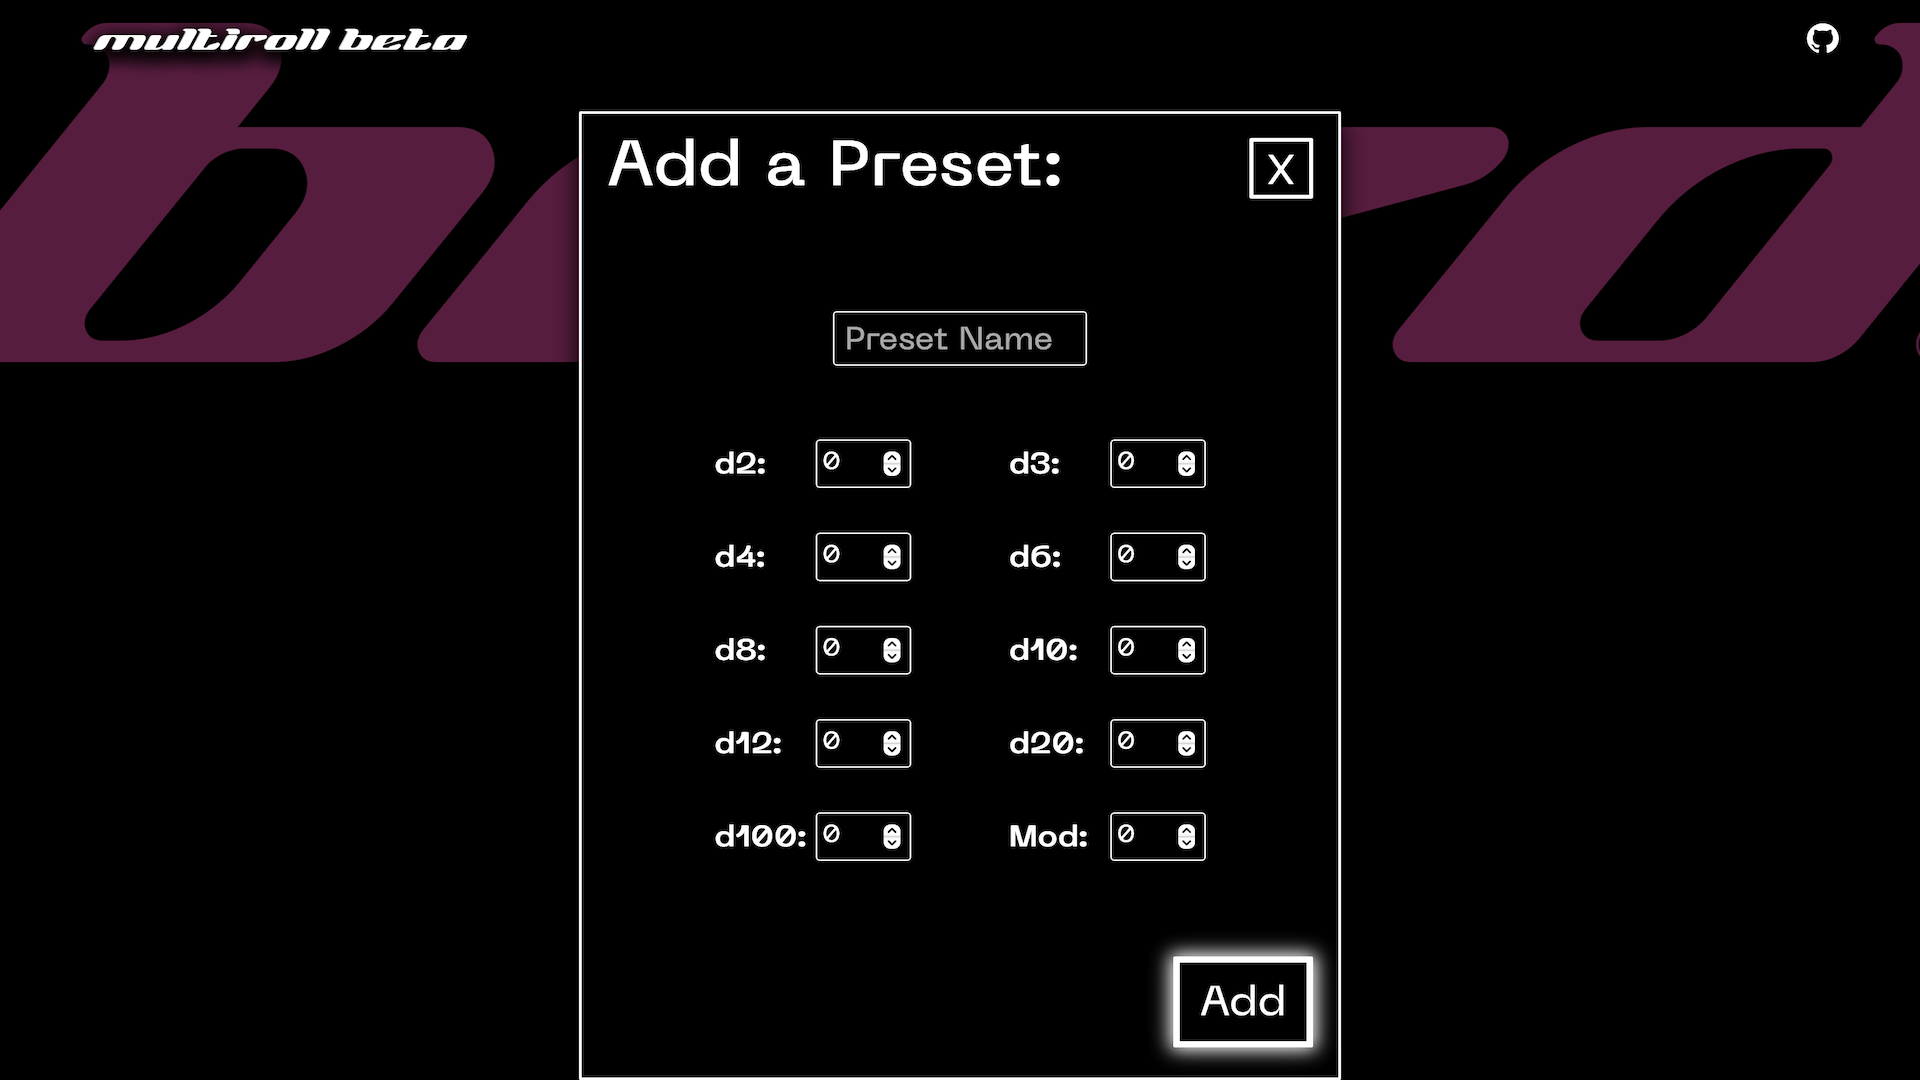 multiroll beta
Add a Preset:
X
Preset Name
d2: 0
d3: 0
d4: 0
d6: 0
d8: 0
d10: 0
d12: 0
d20: 0
d100: 0
Mod: 0
Add